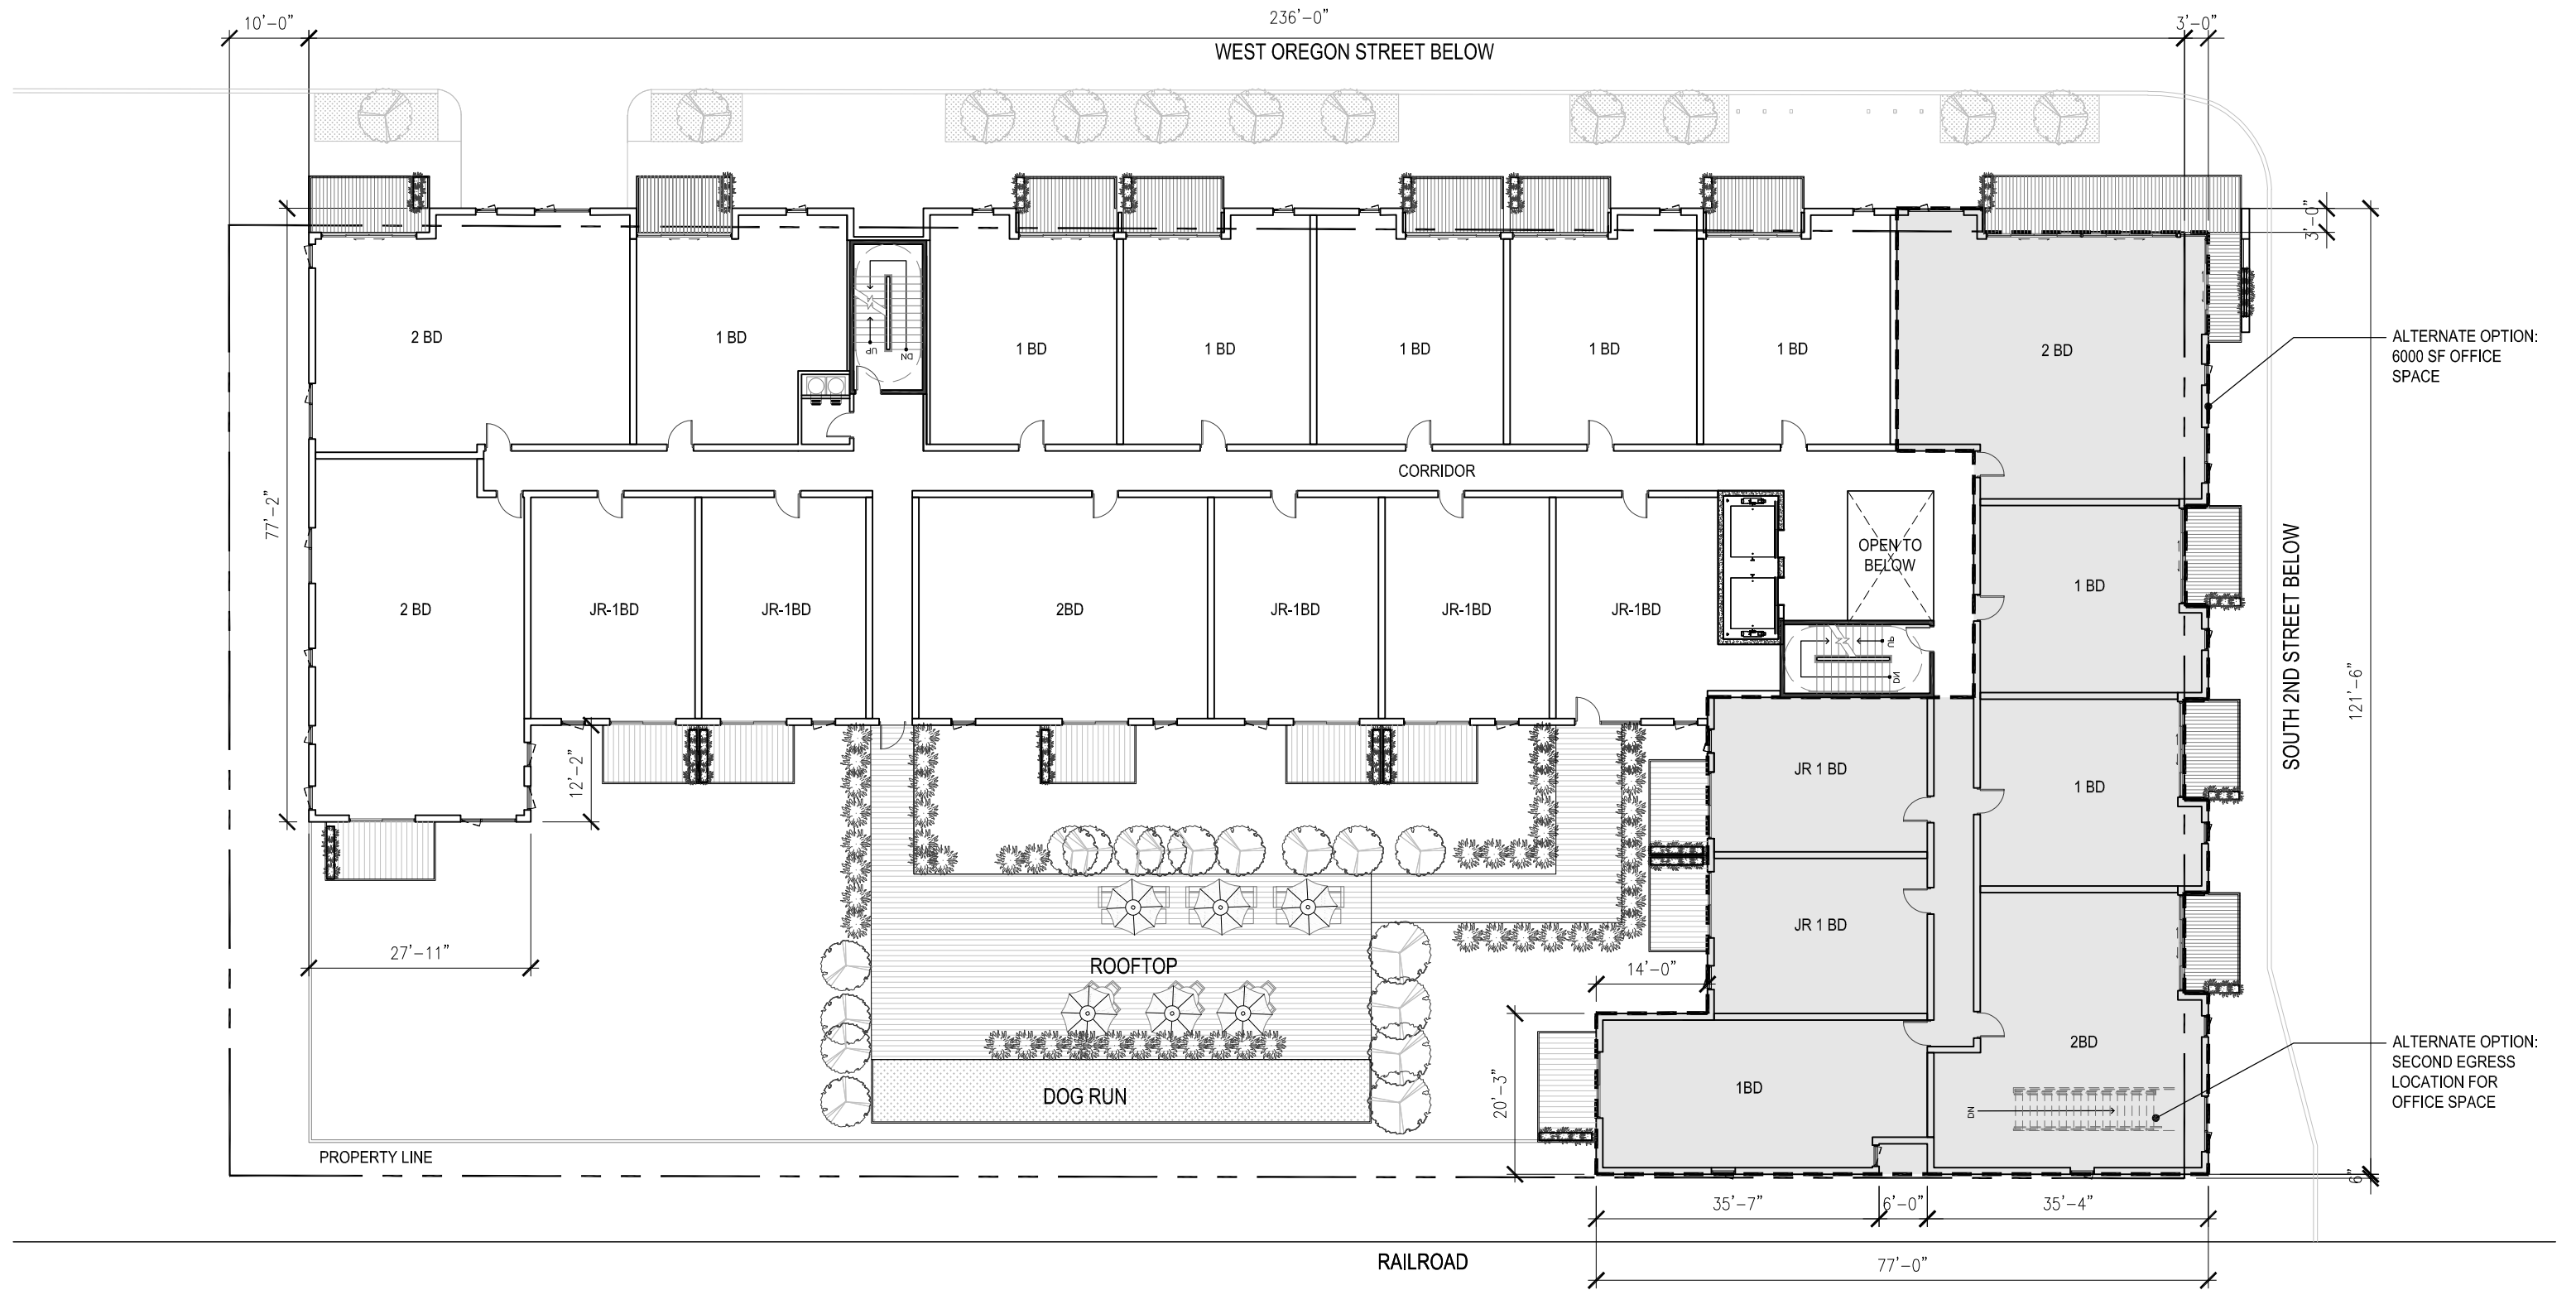 10'-0"
236'-0"
3'-0"
WEST OREGON STREET BELOW
3'-0"
2 BD
1 BD
UP
DN
1 BD
1 BD
1 BD
1 BD
1 BD
2 BD
ALTERNATE OPTION:
6000 SF OFFICE
SPACE
CORRIDOR
77'-2"
OPEN TO
BELOW
SOUTH 2ND STREET BELOW
121'-6"
2 BD
JR-1BD
JR-1BD
2BD
JR-1BD
JR-1BD
JR-1BD
1 BD
UP
DN
12'-2"
JR 1 BD
1 BD
JR 1 BD
27'-11"
ROOFTOP
14'-0"
20'-3"
1BD
2BD
DN
ALTERNATE OPTION:
SECOND EGRESS
LOCATION FOR
OFFICE SPACE
DOG RUN
PROPERTY LINE
6"
35'-7"
6'-0"
35'-4"
RAILROAD
77'-0"